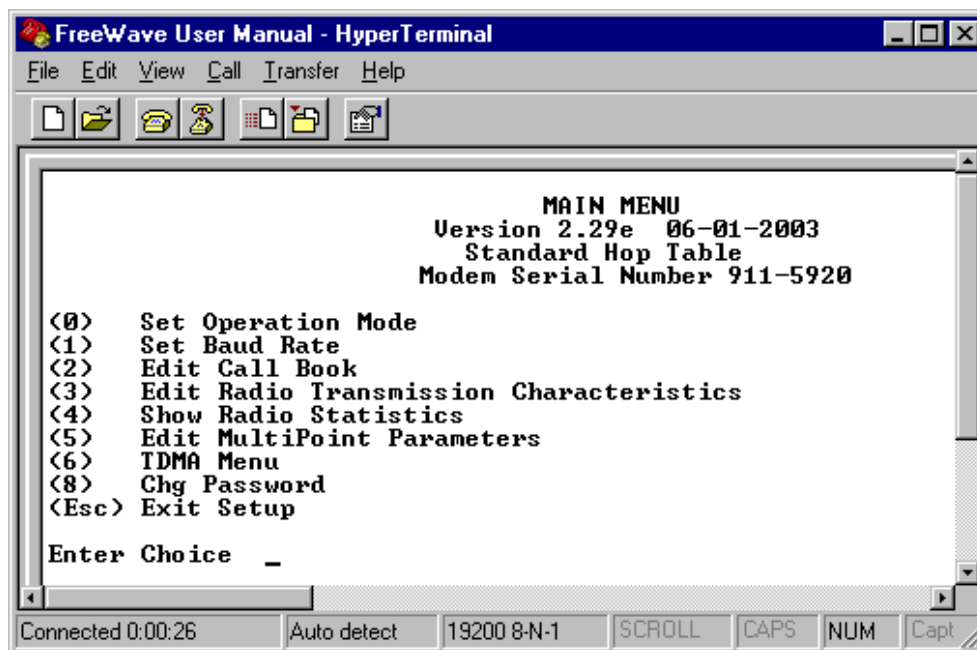 FreeWave User Manual - HyperTerminal
File Edit View Call Transfer Help
MAIN MENU
Version 2.29e 06-01-2003
Standard Hop Table
Modem Serial Number 911-5920
(0) Set Operation Mode
(1) Set Baud Rate
(2) Edit Call Book
(3) Edit Radio Transmission Characteristics
(4) Show Radio Statistics
(5) Edit MultiPoint Parameters
(6) TDMA Menu
(8) Chg Password
(Esc) Exit Setup
Enter Choice _
Connected 0:00:26 Auto detect 19200 8-N-1 SCROLL CAPS NUM Capt